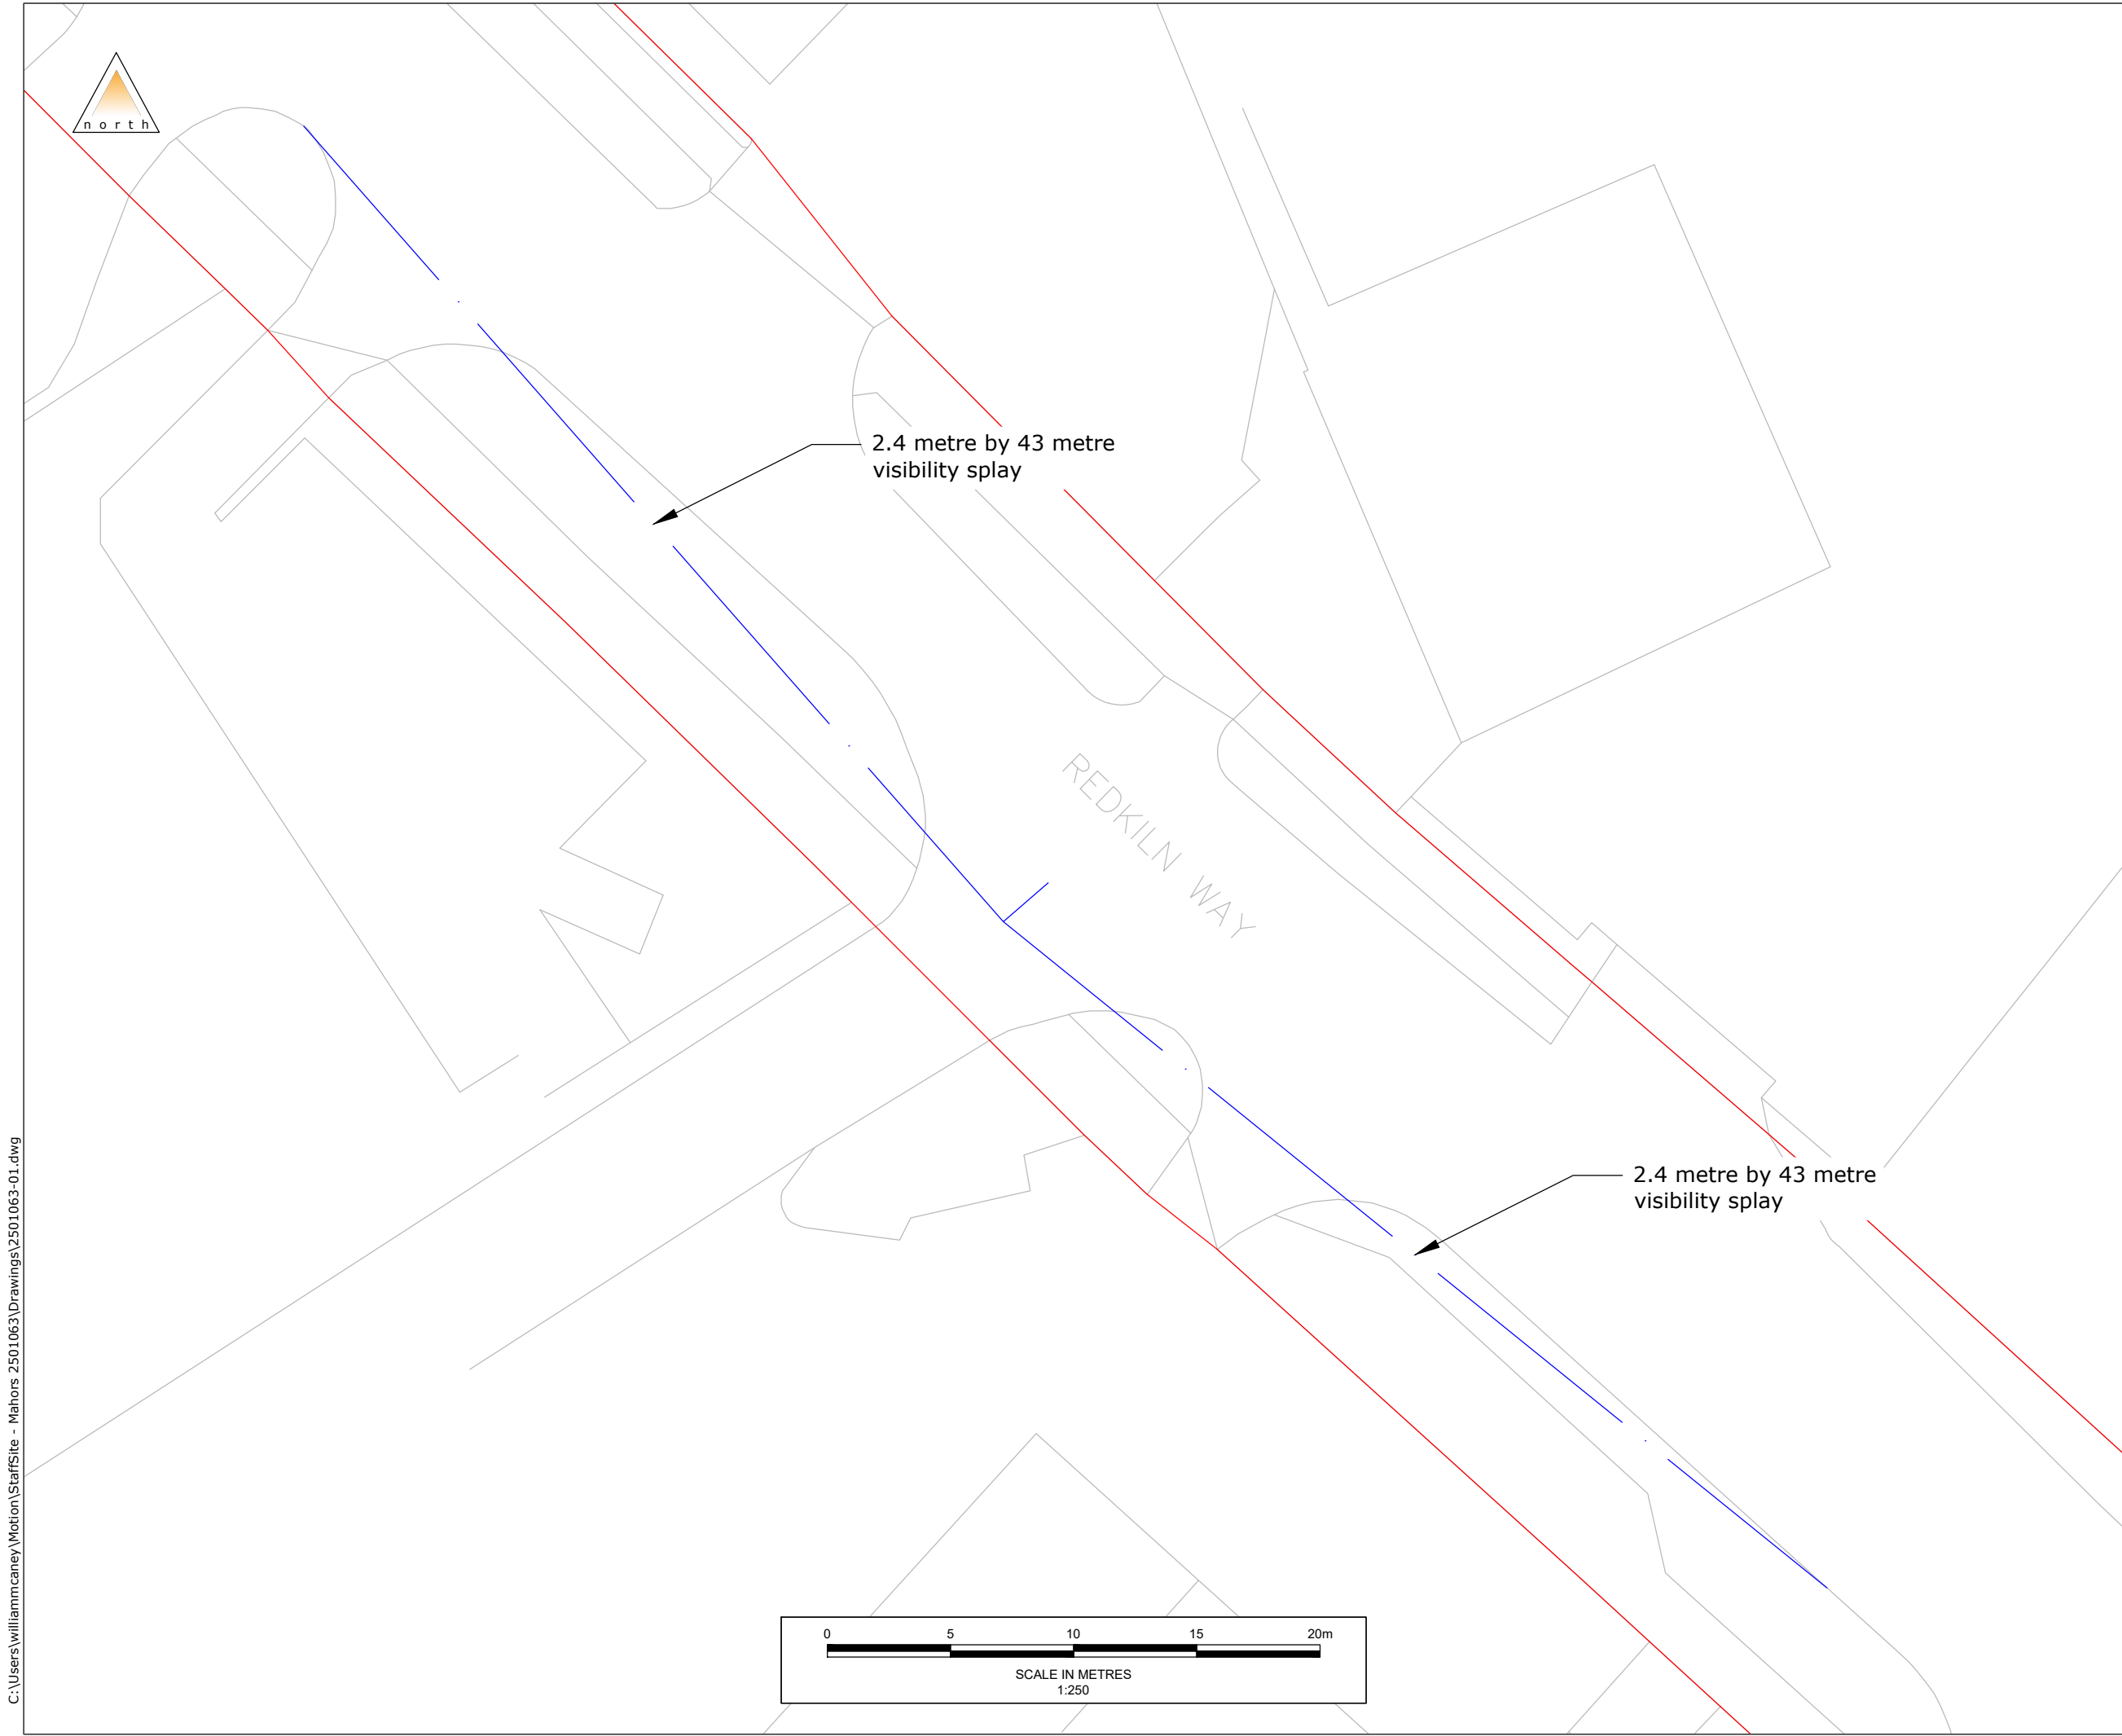 n o r t h
2.4 metre by 43 metre
visibility splay
REDKILN WAY
2.4 metre by 43 metre
visibility splay
0 5 10 15 20m
SCALE IN METRES
1:250
C:\Users\williammcaney\Motion\StaffSite - Mahors 2501063\Drawings\2501063-01.dwg